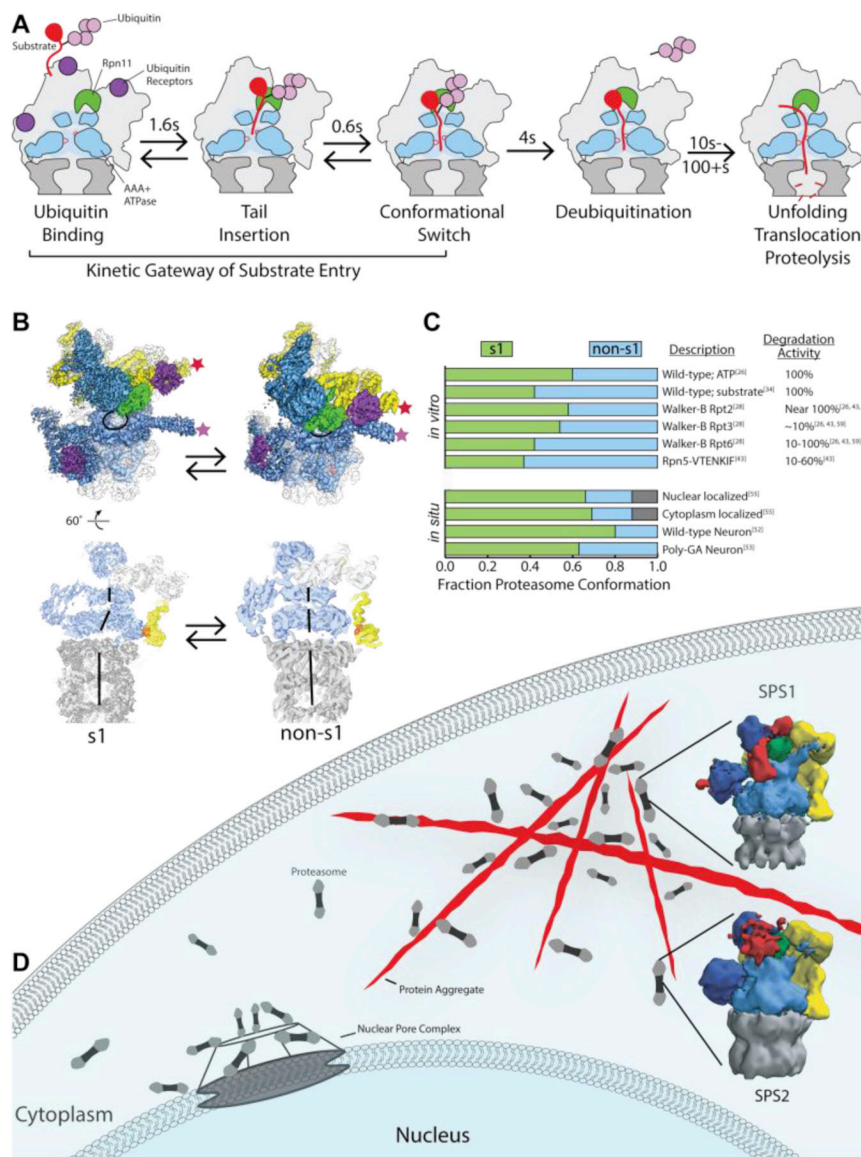 A
Ubiquitin
Substrate
Rpn11
Ubiquitin
Receptors
AAA+
ATPase
1.6s
0.6s
4s
10s-
100+s
Ubiquitin
Binding
Tail
Insertion
Conformational
Switch
Deubiquitination
Unfolding
Translocation
Proteolysis
Kinetic Gateway of Substrate Entry
B
60°
s1
non-s1
C
s1
non-s1
Description
Degradation
Activity
in vitro
Wild-type; ATP[26] 100%
Wild-type; substrate[34] 100%
Walker-B Rpt2[28] Near 100%[26, 43, 59]
Walker-B Rpt3[28] ~10%[26, 43, 59]
Walker-B Rpt6[28] 10-100%[26, 43, 59]
Rpn5-VTENKIF[43] 10-60%[43]
in situ
Nuclear localized[55]
Cytoplasm localized[55]
Wild-type Neuron[52]
Poly-GA Neuron[53]
0.0 0.2 0.4 0.6 0.8 1.0
Fraction Proteasome Conformation
SPS1
Proteasome
D
Protein Aggregate
Nuclear Pore Complex
Cytoplasm
Nucleus
SPS2